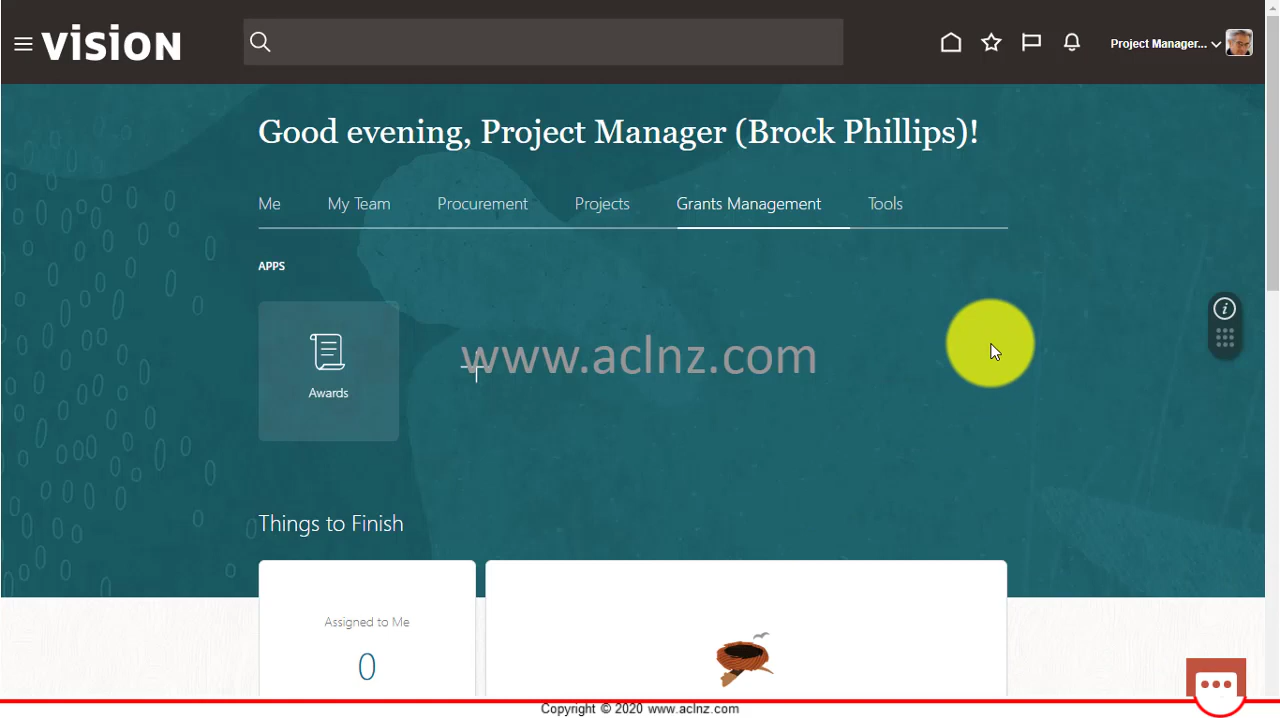 VISION
Project Manager...
Good evening, Project Manager (Brock Phillips)!
Me
My Team
Procurement
Projects
Grants Management
Tools
APPS
Awards
www.aclnz.com
Things to Finish
Assigned to Me
0
Copyright © 2020 www.aclnz.com